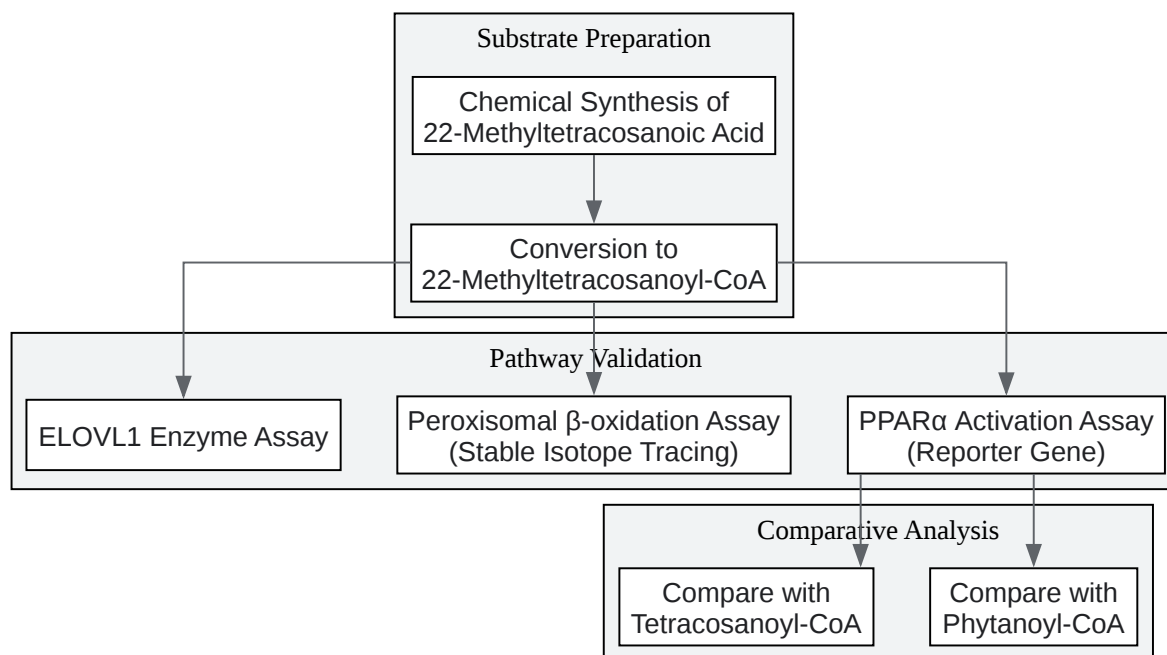 Substrate Preparation
Chemical Synthesis of
22-Methyltetracosanoic Acid
Conversion to
22-Methyltetracosanoyl-CoA
Pathway Validation
ELOVL1 Enzyme Assay
Peroxisomal β-oxidation Assay
(Stable Isotope Tracing)
PPARα Activation Assay
(Reporter Gene)
Comparative Analysis
Compare with
Tetracosanoyl-CoA
Compare with
Phytanoyl-CoA